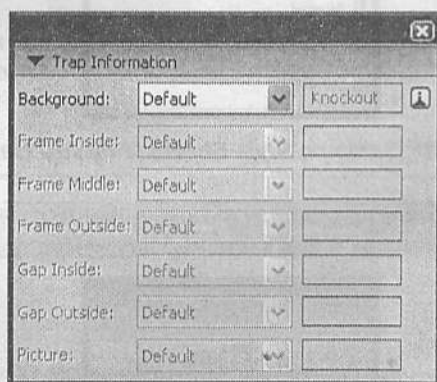 Trap Information
Background: Default Knockout
Frame Inside: Default
Frame Middle: Default
Frame Outside: Default
Gap Inside: Default
Gap Outside: Default
Picture: Default